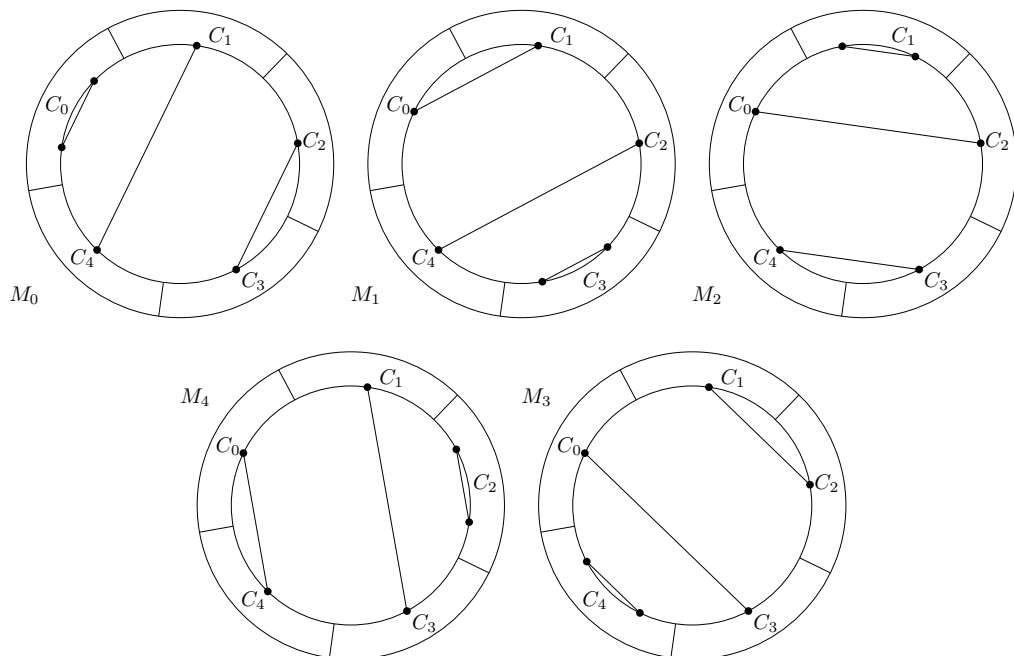 C₁ C₀ C₂ C₄ C₃ M₀
C₁ C₀ C₂ C₄ C₃ M₁
C₁ C₀ C₂ C₄ C₃ M₂
M₄ C₁ C₀ C₂ C₄ C₃
M₃ C₁ C₀ C₂ C₄ C₃